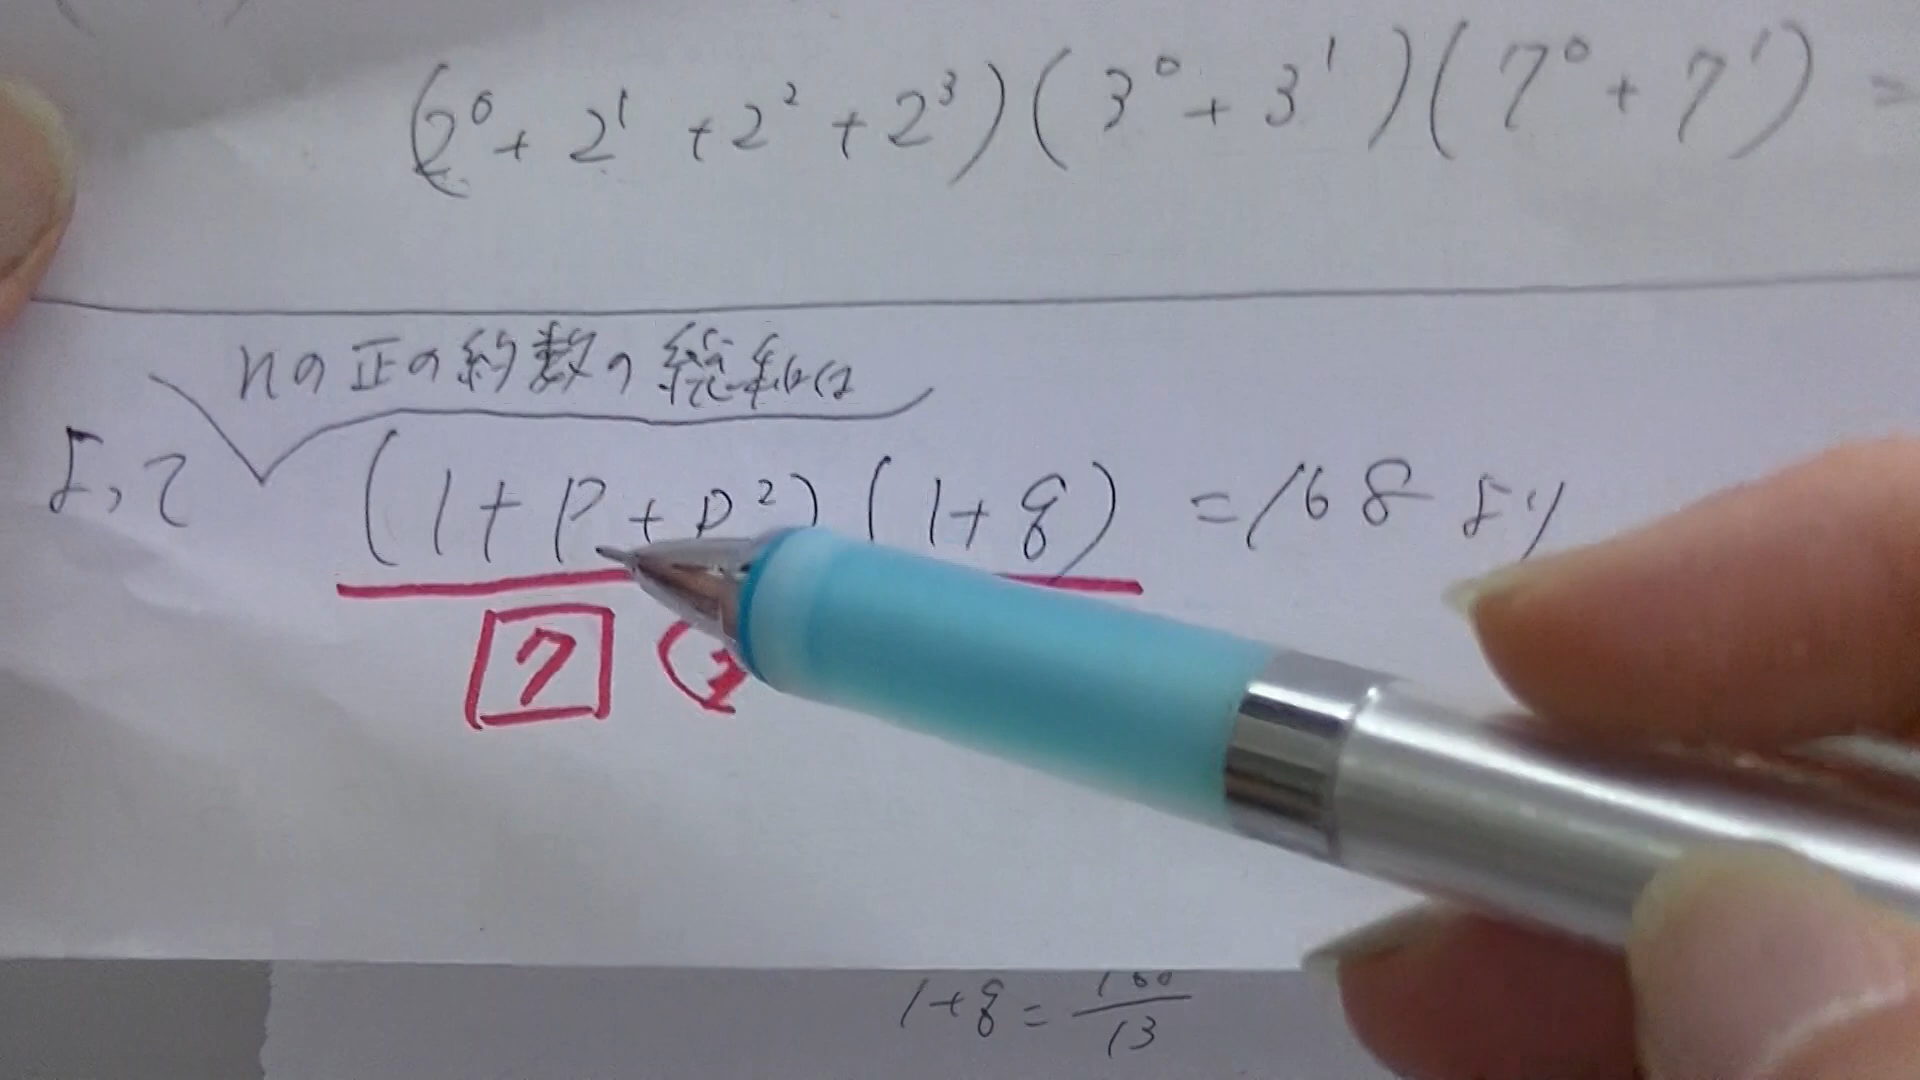 (2⁰+2¹+2²+2³)(3⁰+3¹)(7⁰+7¹)=
nの正の約数の総和は
よって (1+p+p²)(1+q)=168 より
7
1+q=
13